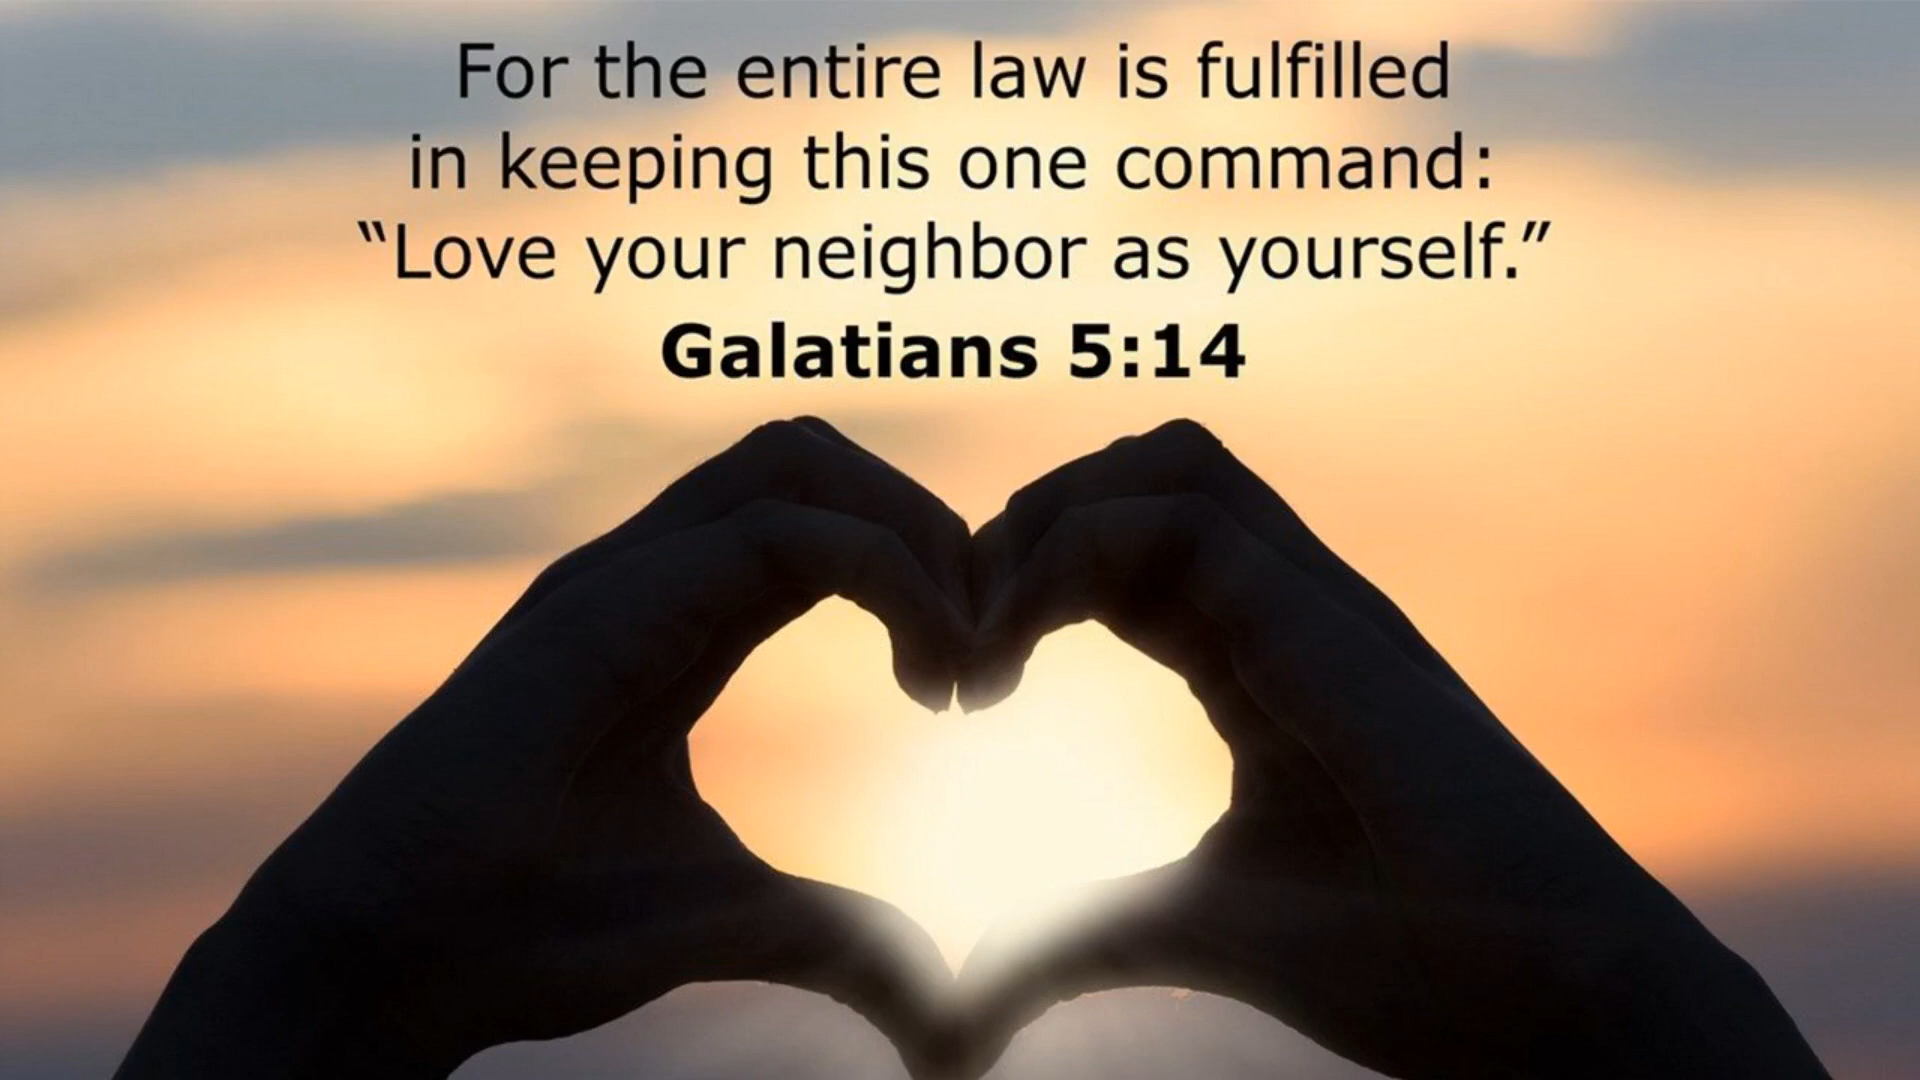 For the entire law is fulfilled
in keeping this one command:
“Love your neighbor as yourself.”
Galatians 5:14